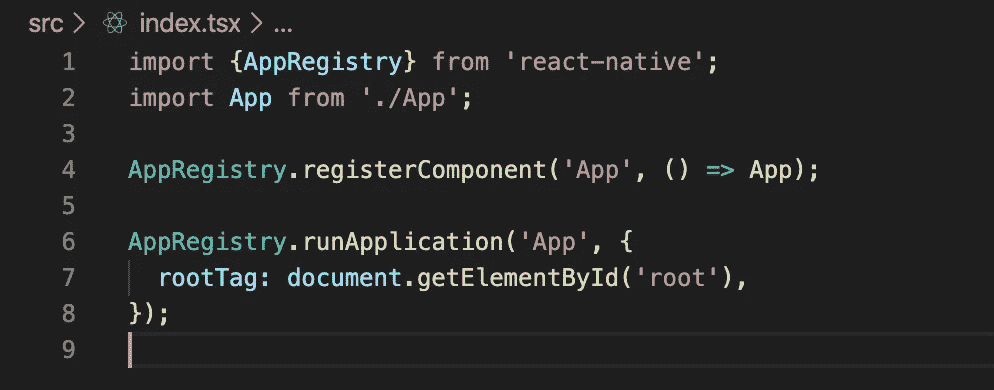 src > index.tsx > ...
1 import {AppRegistry} from 'react-native';
2 import App from './App';
3
4 AppRegistry.registerComponent('App', () => App);
5
6 AppRegistry.runApplication('App', {
7   rootTag: document.getElementById('root'),
8 });
9